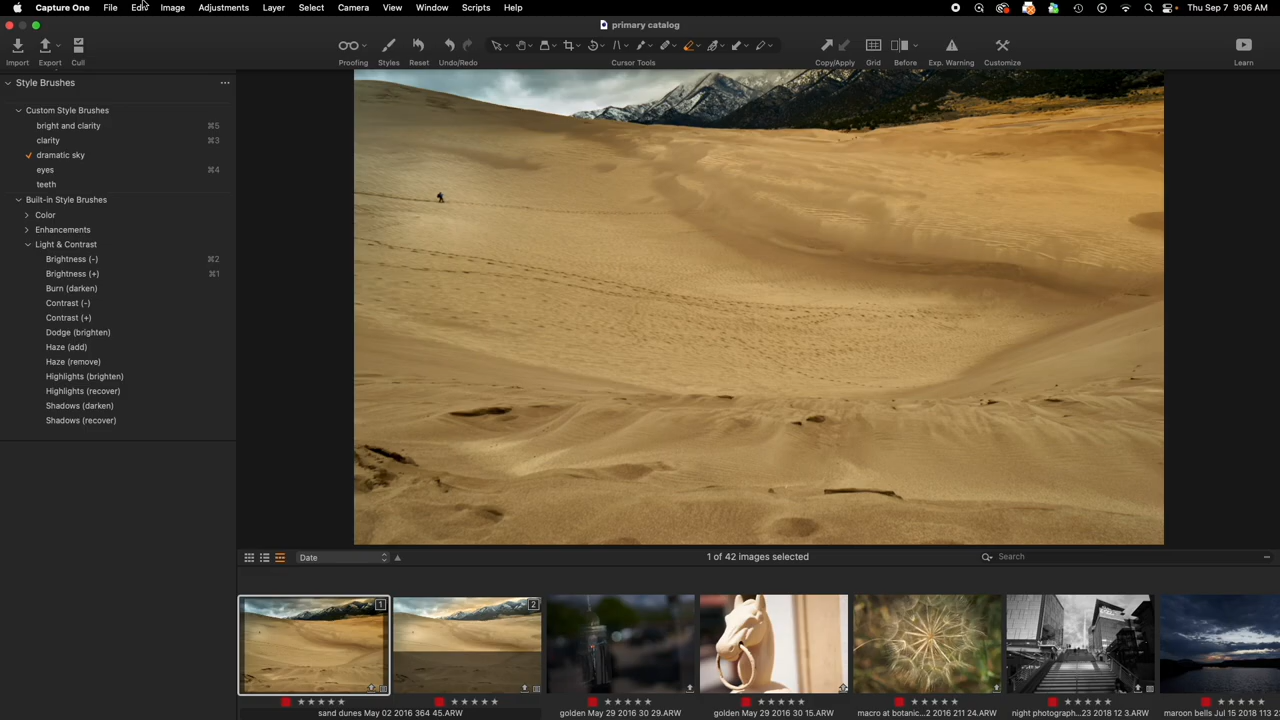 Capture One File Edit Image Adjustments Layer Select Camera View Window Scripts Help Thu Sep 7 9:06 AM
primary catalog
Import Export Cull Proofing Styles Reset Undo/Redo Cursor Tools Copy/Apply Grid Before Exp. Warning Customize Learn
Style Brushes
Custom Style Brushes
bright and clarity ⌘5
clarity ⌘3
dramatic sky
eyes ⌘4
teeth
Built-in Style Brushes
Color
Enhancements
Light & Contrast
Brightness (-) ⌘2
Brightness (+) ⌘1
Burn (darken)
Contrast (-)
Contrast (+)
Dodge (brighten)
Haze (add)
Haze (remove)
Highlights (brighten)
Highlights (recover)
Shadows (darken)
Shadows (recover)
Date 1 of 42 images selected Search
1 2
sand dunes May 02 2016 364 45.ARW golden May 29 2016 30 29.ARW golden May 29 2016 30 15.ARW macro at botanic...2 2016 211 24.ARW night photograph...23 2018 12 3.ARW maroon bells Jul 15 2018 113 2